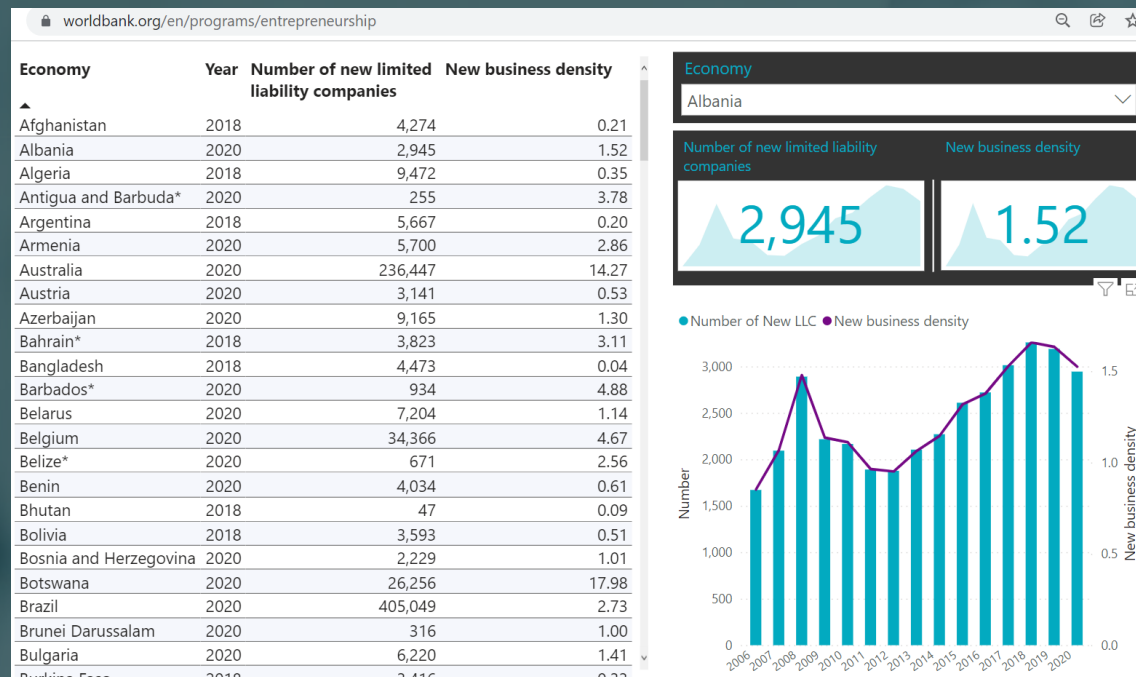 worldbank.org/en/programs/entrepreneurship
Economy Year Number of new limited liability companies New business density
Afghanistan 2018 4,274 0.21
Albania 2020 2,945 1.52
Algeria 2018 9,472 0.35
Antigua and Barbuda* 2020 255 3.78
Argentina 2018 5,667 0.20
Armenia 2020 5,700 2.86
Australia 2020 236,447 14.27
Austria 2020 3,141 0.53
Azerbaijan 2020 9,165 1.30
Bahrain* 2018 3,823 3.11
Bangladesh 2018 4,473 0.04
Barbados* 2020 934 4.88
Belarus 2020 7,204 1.14
Belgium 2020 34,366 4.67
Belize* 2020 671 2.56
Benin 2020 4,034 0.61
Bhutan 2018 47 0.09
Bolivia 2018 3,593 0.51
Bosnia and Herzegovina 2020 2,229 1.01
Botswana 2020 26,256 17.98
Brazil 2020 405,049 2.73
Brunei Darussalam 2020 316 1.00
Bulgaria 2020 6,220 1.41
Economy
Albania
Number of new limited liability
companies
New business density
2,945
1.52
Number of New LLC New business density
3,000
2,500
2,000
1,500
1,000
500
0
Number
1.5
1.0
0.5
0.0
New business density
2006 2007 2008 2009 2010 2011 2012 2013 2014 2015 2016 2017 2018 2019 2020